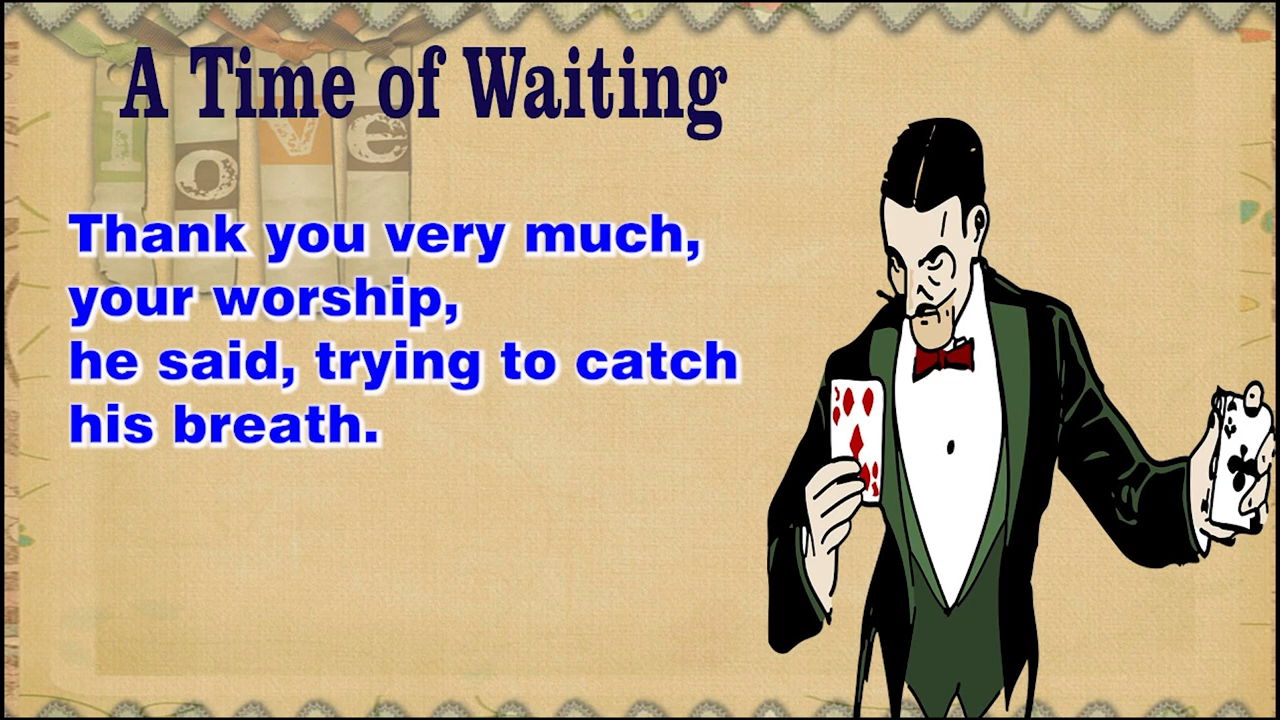 A Time of Waiting
love
Thank you very much,
your worship,
he said, trying to catch
his breath.